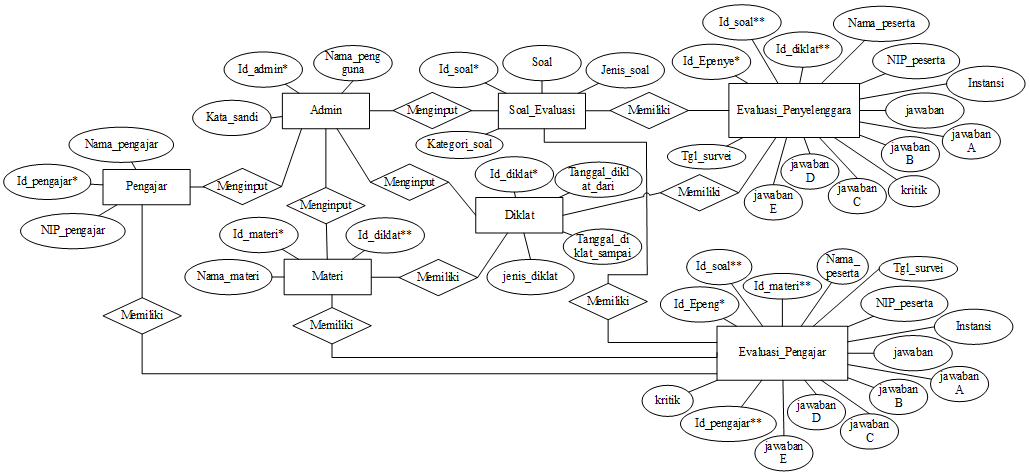 Id_soal**
Nama_peserta
Id_diklat**
Id_Epenye*
NIP_peserta
Instansi
jawaban
jawaban
A
jawaban
B
kritik
jawaban
C
jawaban
D
jawaban
E
Tgl_survei
Evaluasi_Penyelenggara
Id_admin*
Nama_peng
guna
Kata_sandi
Admin
Menginput
Id_soal*
Soal
Jenis_soal
Soal_Evaluasi
Kategori_soal
Memiliki
Nama_pengajar
Id_pengajar*
NIP_pengajar
Pengajar
Menginput
Menginput
Menginput
Id_diklat*
Tanggal_dikl
at_dari
Diklat
Tanggal_di
klat_sampai
jenis_diklat
Memiliki
Id_materi*
Id_diklat**
Nama_materi
Materi
Memiliki
Memiliki
Memiliki
Memiliki
Id_soal**
Nama_
peserta
Tgl_survei
Id_materi**
Id_Epeng*
NIP_peserta
Instansi
Evaluasi_Pengajar
jawaban
jawaban
A
jawaban
B
jawaban
C
jawaban
D
jawaban
E
kritik
Id_pengajar**